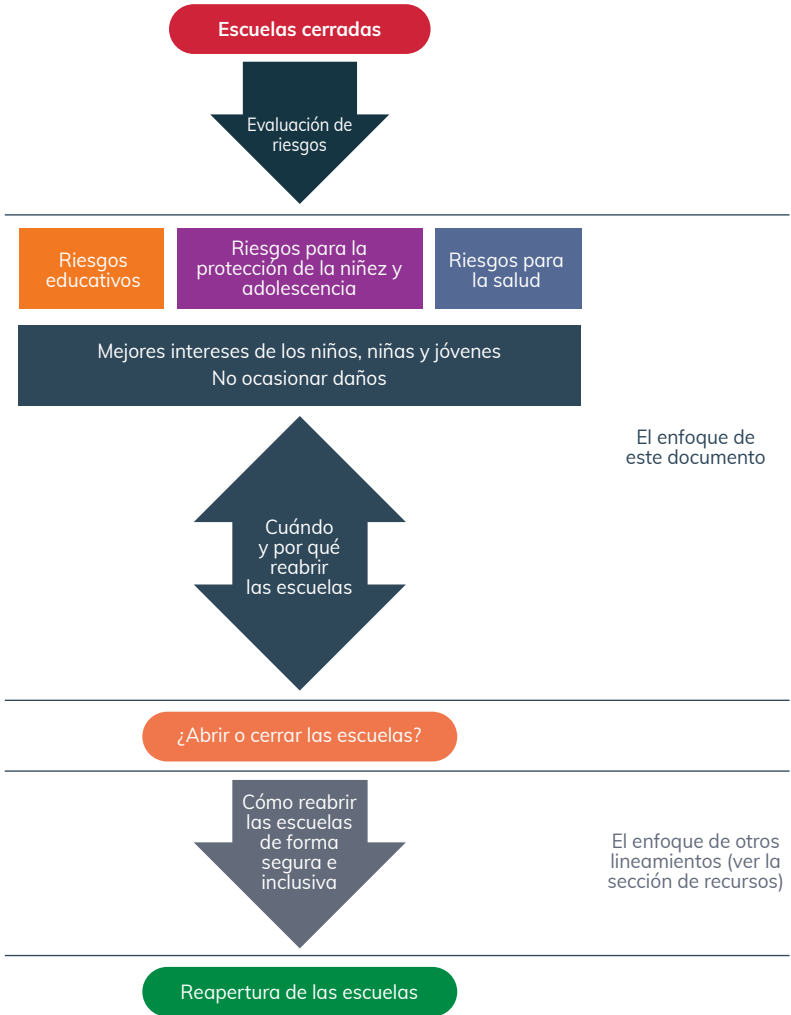 Escuelas cerradas
Evaluación de
riesgos
Riesgos
educativos
Riesgos para la
protección de la niñez y
adolescencia
Riesgos para
la salud
Mejores intereses de los niños, niñas y jóvenes
No ocasionar daños
El enfoque de
este documento
Cuándo
y por qué
reabrir
las escuelas
¿Abrir o cerrar las escuelas?
Cómo reabrir
las escuelas
de forma
segura e
inclusiva
El enfoque de otros
lineamientos (ver la
sección de recursos)
Reapertura de las escuelas